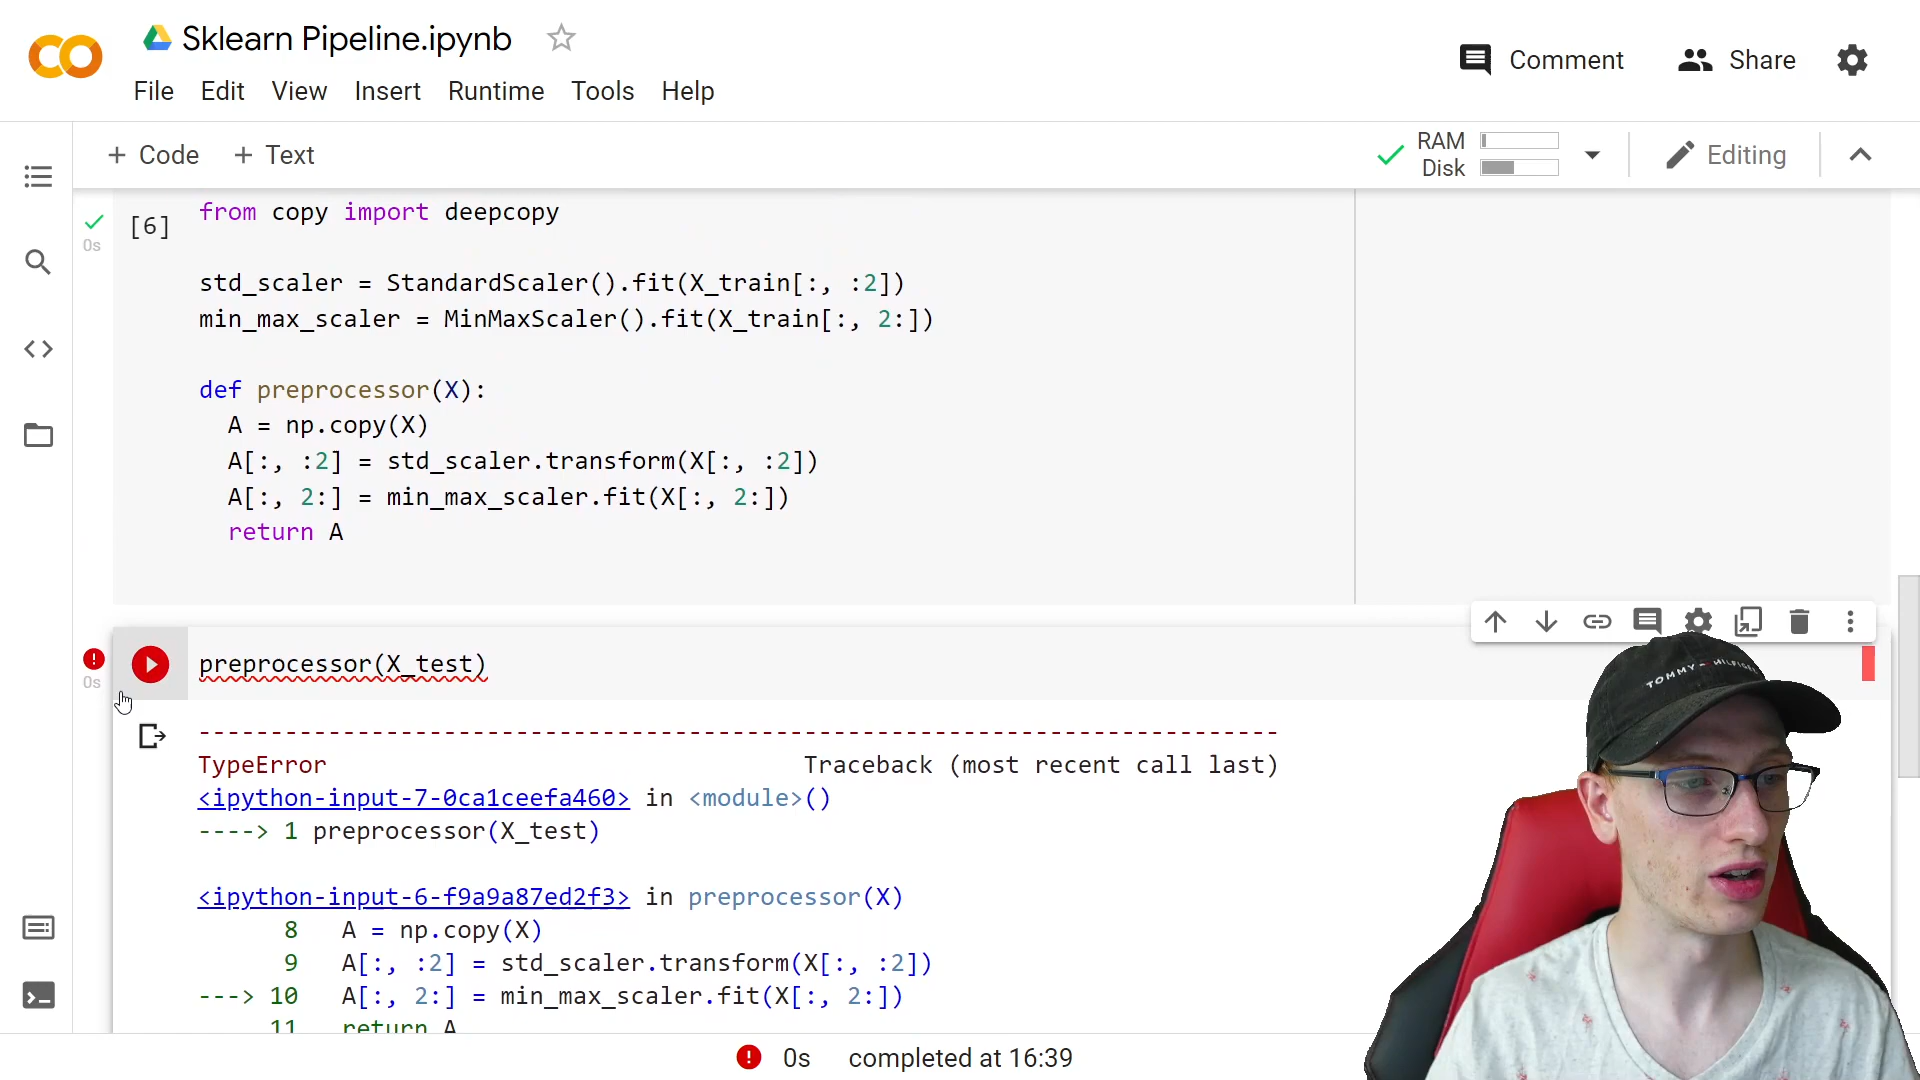 Sklearn Pipeline.ipynb
File Edit View Insert Runtime Tools Help
Comment
Share
+ Code + Text
RAM
Disk
Editing
[6]
0s
from copy import deepcopy
std_scaler = StandardScaler().fit(X_train[:, :2])
min_max_scaler = MinMaxScaler().fit(X_train[:, 2:])
def preprocessor(X):
A = np.copy(X)
A[:, :2] = std_scaler.transform(X[:, :2])
A[:, 2:] = min_max_scaler.fit(X[:, 2:])
return A
0s
preprocessor(X_test)
TOMMY HILFIGER
---------------------------------------------------------------------------
TypeError Traceback (most recent call last)
<ipython-input-7-0ca1ceefa460> in <module>()
----> 1 preprocessor(X_test)
<ipython-input-6-f9a9a87ed2f3> in preprocessor(X)
8 A = np.copy(X)
9 A[:, :2] = std_scaler.transform(X[:, :2])
---> 10 A[:, 2:] = min_max_scaler.fit(X[:, 2:])
11 return A
0s completed at 16:39